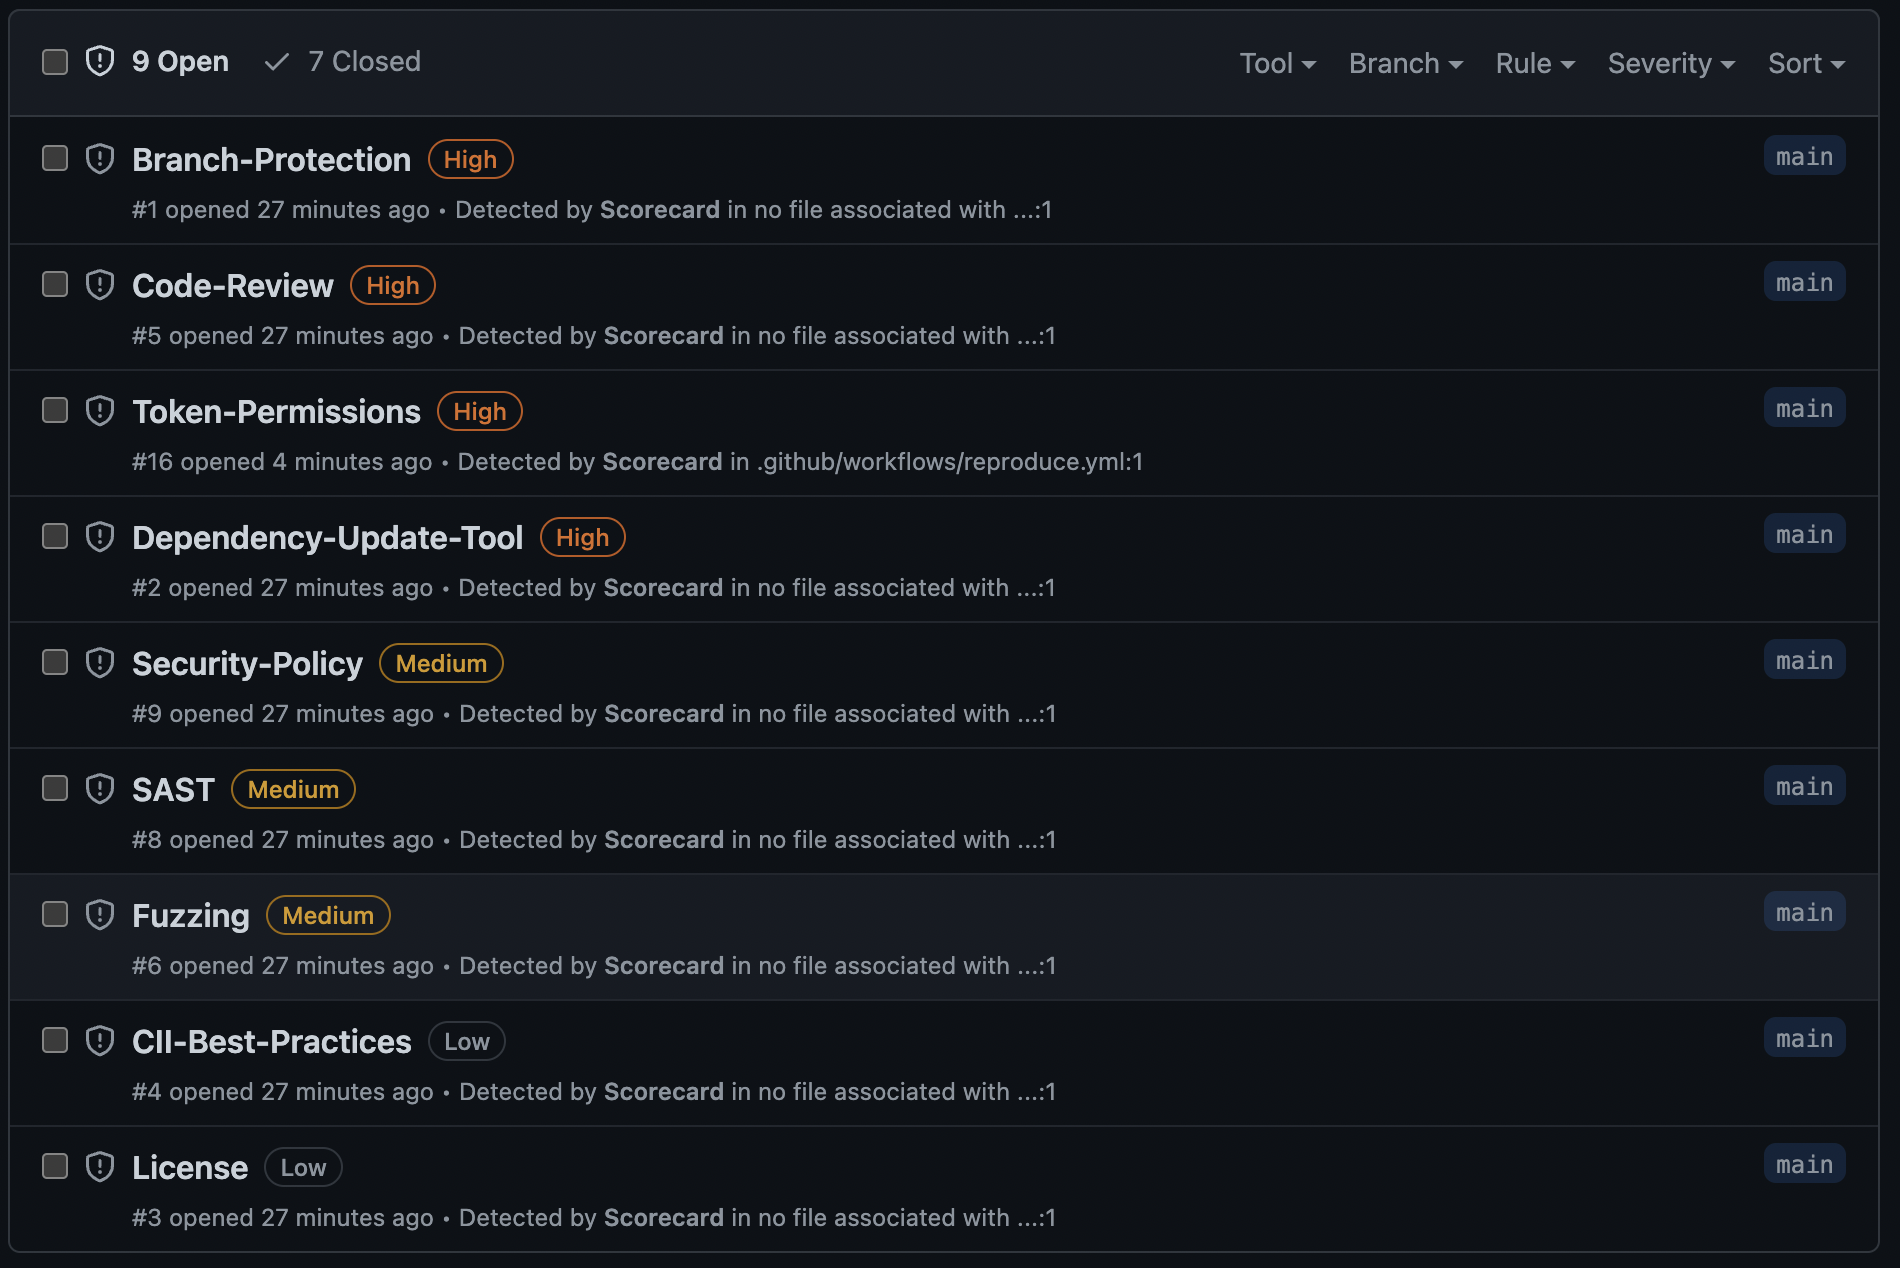 9 Open 7 Closed Tool Branch Rule Severity Sort
Branch-Protection High main
#1 opened 27 minutes ago • Detected by Scorecard in no file associated with ...:1
Code-Review High main
#5 opened 27 minutes ago • Detected by Scorecard in no file associated with ...:1
Token-Permissions High main
#16 opened 4 minutes ago • Detected by Scorecard in .github/workflows/reproduce.yml:1
Dependency-Update-Tool High main
#2 opened 27 minutes ago • Detected by Scorecard in no file associated with ...:1
Security-Policy Medium main
#9 opened 27 minutes ago • Detected by Scorecard in no file associated with ...:1
SAST Medium main
#8 opened 27 minutes ago • Detected by Scorecard in no file associated with ...:1
Fuzzing Medium main
#6 opened 27 minutes ago • Detected by Scorecard in no file associated with ...:1
CII-Best-Practices Low main
#4 opened 27 minutes ago • Detected by Scorecard in no file associated with ...:1
License Low main
#3 opened 27 minutes ago • Detected by Scorecard in no file associated with ...:1